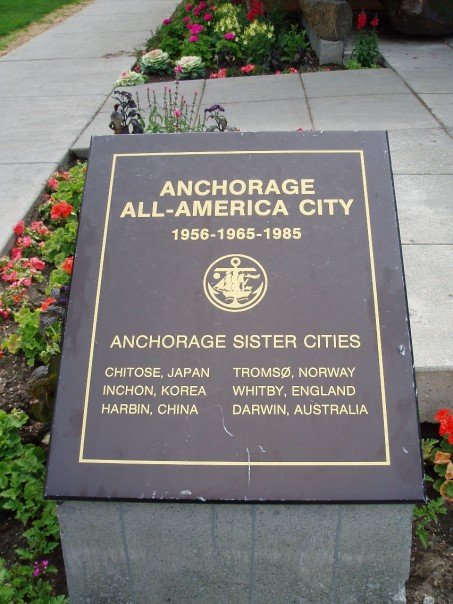 ANCHORAGE
ALL-AMERICA CITY
1956-1965-1985
ANCHORAGE SISTER CITIES
CHITOSE, JAPAN
INCHON, KOREA
HARBIN, CHINA
TROMSØ, NORWAY
WHITBY, ENGLAND
DARWIN, AUSTRALIA